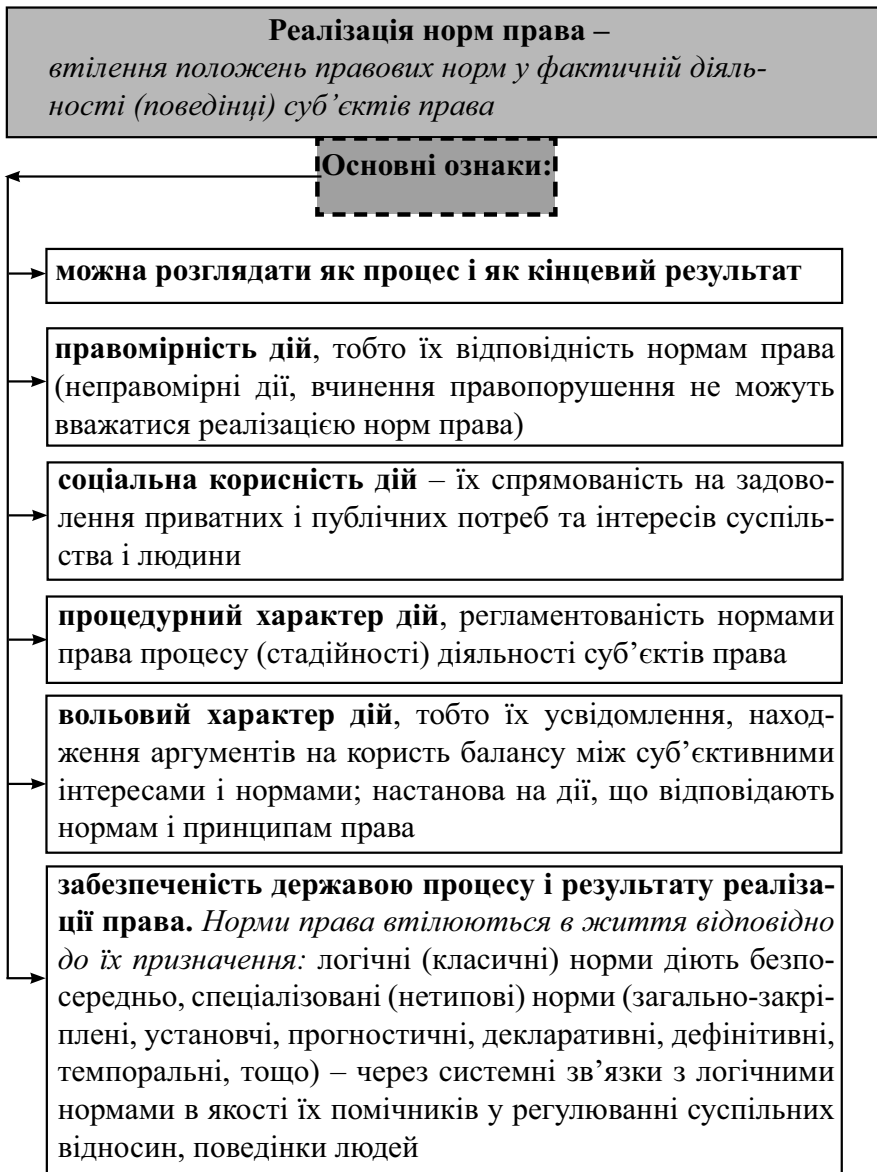 Реалізація норм права –
втілення положень правових норм у фактичній діяль-
ності (поведінці) суб’єктів права
Основні ознаки:
можна розглядати як процес і як кінцевий результат
правомірність дій, тобто їх відповідність нормам права
(неправомірні дії, вчинення правопорушення не можуть
вважатися реалізацією норм права)
соціальна корисність дій – їх спрямованість на задово-
лення приватних і публічних потреб та інтересів суспіль-
ства і людини
процедурний характер дій, регламентованість нормами
права процесу (стадійності) діяльності суб’єктів права
вольовий характер дій, тобто їх усвідомлення, наход-
ження аргументів на користь балансу між суб’єктивними
інтересами і нормами; настанова на дії, що відповідають
нормам і принципам права
забезпеченість державою процесу і результату реаліза-
ції права. Норми права втілюються в життя відповідно
до їх призначення: логічні (класичні) норми діють безпо-
середньо, спеціалізовані (нетипові) норми (загально-закрі-
плені, установчі, прогностичні, декларативні, дефінітивні,
темпоральні, тощо) – через системні зв’язки з логічними
нормами в якості їх помічників у регулюванні суспільних
відносин, поведінки людей